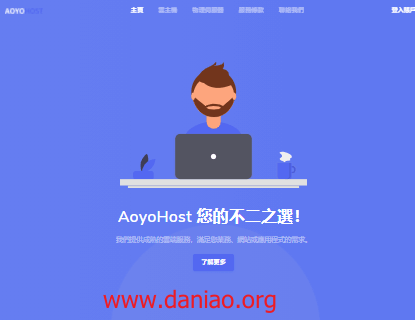 AOYOHOST
主頁 雲主機 物理伺服器 服務條款 聯絡我們 登入賬戶
AoyoHost 您的不二之選！
我們提供成熟的雲端服務，滿足您業務、網站或應用程式的需求。
了解更多
www.daniao.org